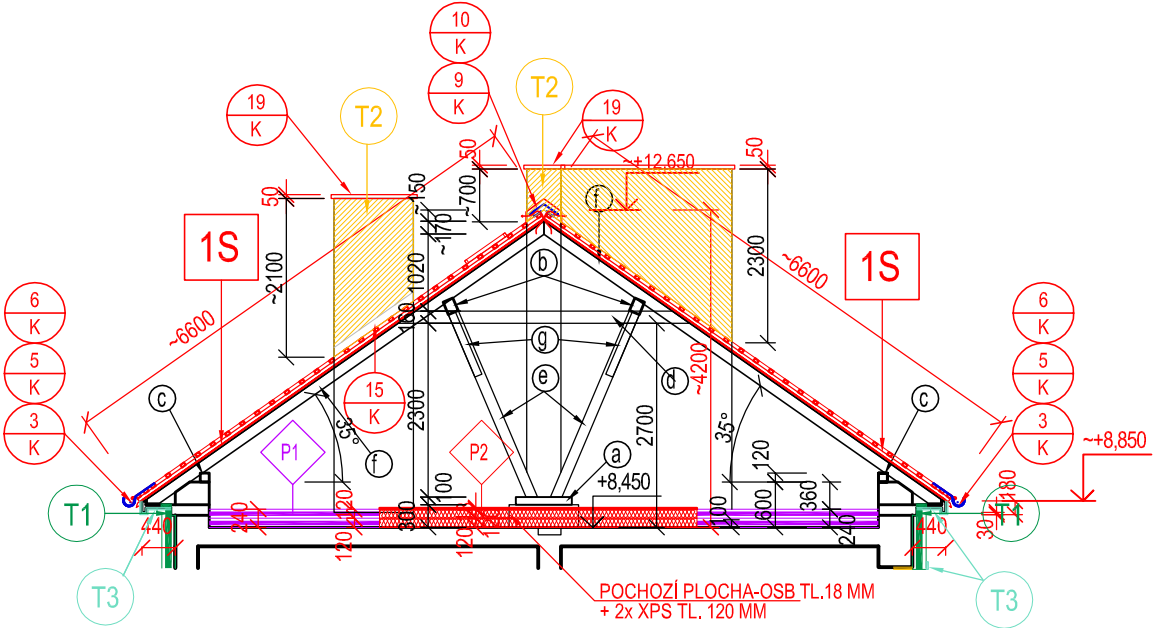 10
K
9
K
T2
19
K
T2
19
K
50
~700
~150
~170
50
~+12,650
50
f
1S
1S
~2100
1020
b
2300
~6600
~6600
6
K
5
K
3
K
6
K
5
K
3
K
160
g
d
~4200
e
15
K
c
c
2300
2700
35°
35°
P1
P2
f
a
100
+8,450
120
600
360
~+8,850
180
T1
T1
240
120
120
300
120
100
240
30
440
440
T3
T3
POCHOZÍ PLOCHA-OSB TL.18 MM
+ 2x XPS TL. 120 MM